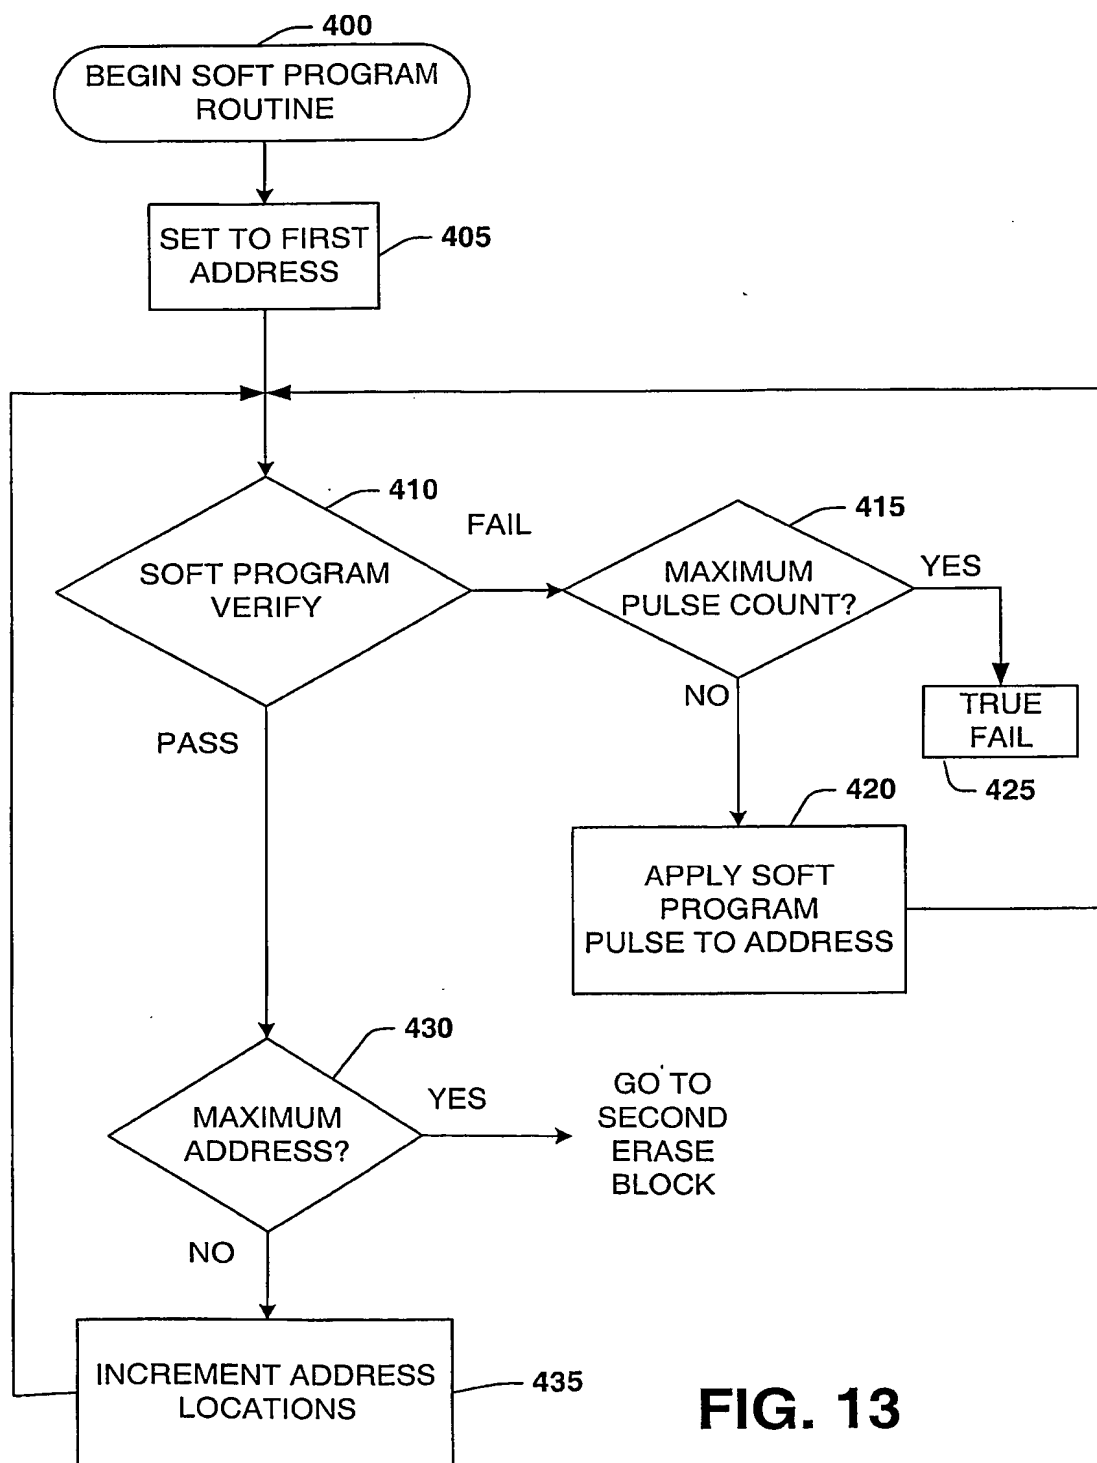 400
BEGIN SOFT PROGRAM
ROUTINE
SET TO FIRST
ADDRESS
405
410
SOFT PROGRAM
VERIFY
FAIL
415
MAXIMUM
PULSE COUNT?
YES
TRUE
FAIL
425
NO
PASS
420
APPLY SOFT
PROGRAM
PULSE TO ADDRESS
430
MAXIMUM
ADDRESS?
YES
GO TO
SECOND
ERASE
BLOCK
NO
INCREMENT ADDRESS
LOCATIONS
435
FIG. 13